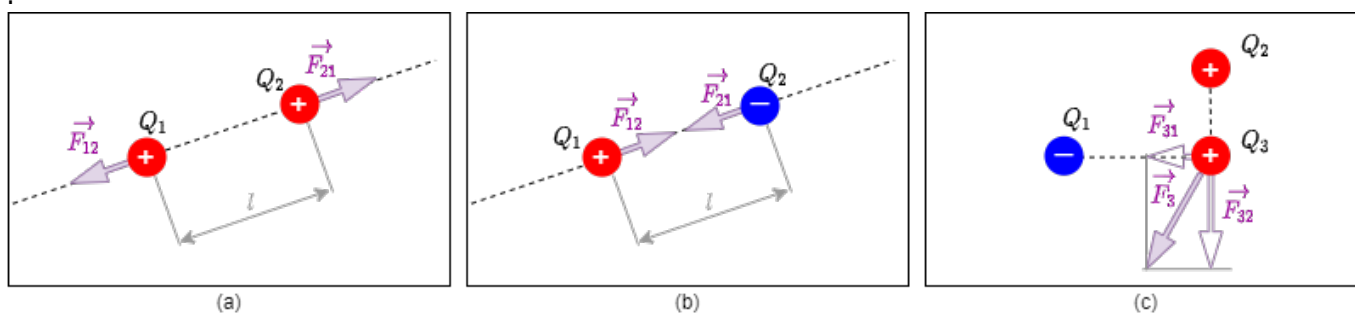 Q₂ F₂₁
Q₁
F₁₂
+ +
l
(a)
Q₂
F₂₁
F₁₂
Q₁
+ −
l
(b)
Q₂
+
Q₁ F₃₁ Q₃
− +
F₃ F₃₂
(c)